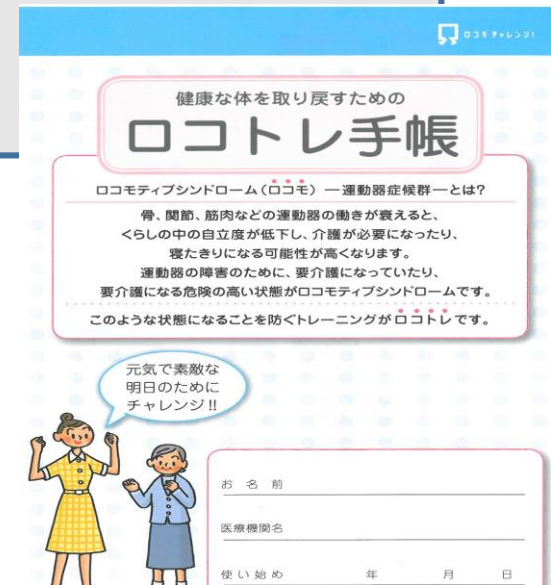 ロコモ チャレンジ!
健康な体を取り戻すための
ロコトレ手帳
ロコモティブシンドローム(ロコモ) —運動器症候群—とは?
骨、関節、筋肉などの運動器の働きが衰えると、
くらしの中の自立度が低下し、介護が必要になったり、
寝たきりになる可能性が高くなります。
運動器の障害のために、要介護になっていたり、
要介護になる危険の高い状態がロコモティブシンドロームです。
このような状態になることを防ぐトレーニングがロコトレです。
元気で素敵な
明日のために
チャレンジ!!
お名前
医療機関名
使い始め 年 月 日